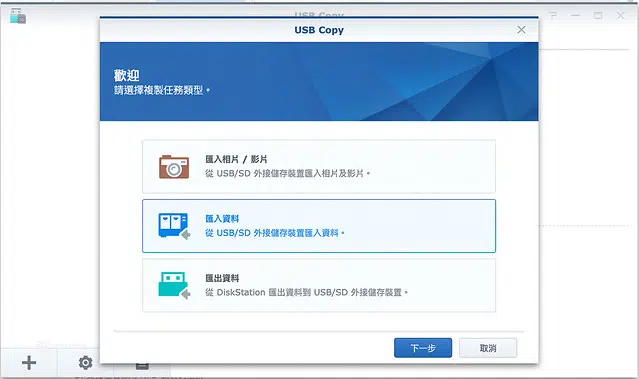 USB Copy
USB Copy
歡迎
請選擇複製任務類型。
匯入相片 / 影片
從 USB/SD 外接儲存裝置匯入相片及影片。
匯入資料
從 USB/SD 外接儲存裝置匯入資料。
匯出資料
從 DiskStation 匯出資料到 USB/SD 外接儲存裝置。
下一步
取消